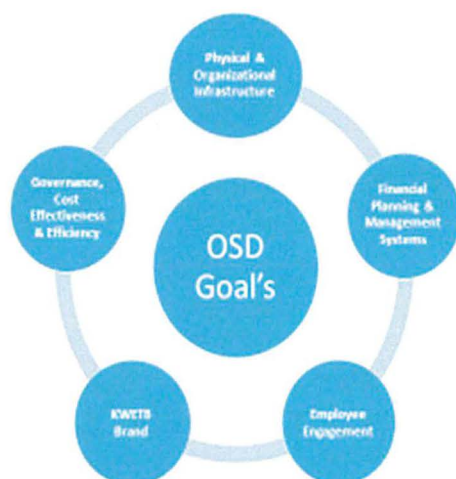 Physical &
Organizational
Infrastructure
Governance,
Cost
Effectiveness
& Efficiency
Financial
Planning &
Management
Systems
OSD
Goal's
KWETB
Brand
Employee
Engagement